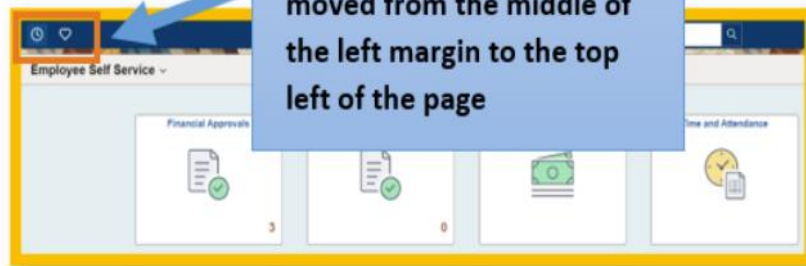 moved from the middle of
the left margin to the top
left of the page
Employee Self Service
Financial Approvals
Time and Attendance
3
0